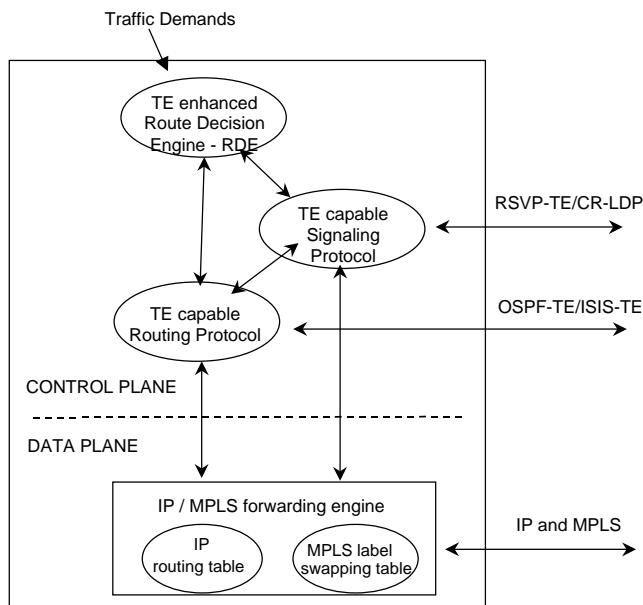 Traffic Demands
TE enhanced
Route Decision
Engine - RDE
TE capable
Signaling
Protocol
RSVP-TE/CR-LDP
TE capable
Routing Protocol
OSPF-TE/ISIS-TE
CONTROL PLANE
DATA PLANE
IP / MPLS forwarding engine
IP
routing table
MPLS label
swapping table
IP and MPLS